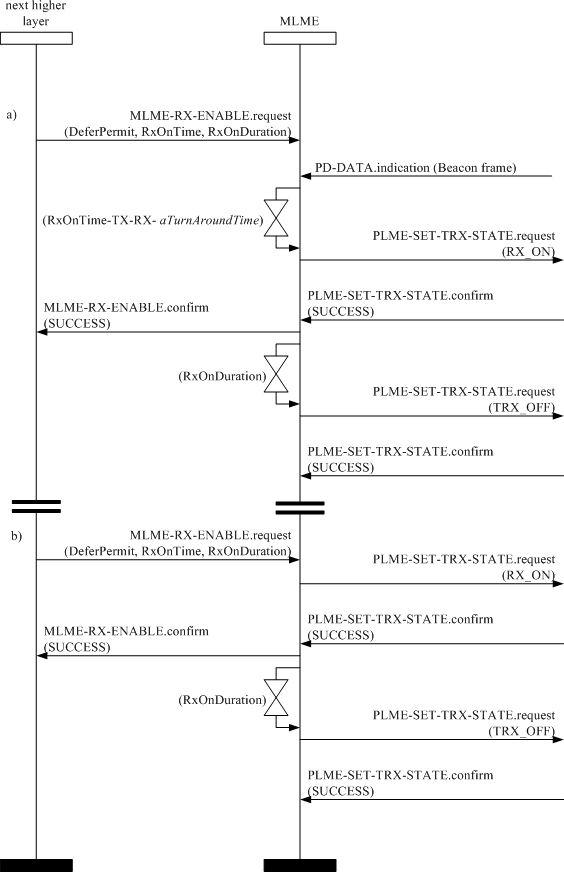 next higher
layer
MLME
a)
MLME-RX-ENABLE.request
(DeferPermit, RxOnTime, RxOnDuration)
PD-DATA.indication (Beacon frame)
(RxOnTime-TX-RX- aTurnAroundTime)
PLME-SET-TRX-STATE.request
(RX_ON)
MLME-RX-ENABLE.confirm
(SUCCESS)
PLME-SET-TRX-STATE.confirm
(SUCCESS)
(RxOnDuration)
PLME-SET-TRX-STATE.request
(TRX_OFF)
PLME-SET-TRX-STATE.confirm
(SUCCESS)
b)
MLME-RX-ENABLE.request
(DeferPermit, RxOnTime, RxOnDuration)
PLME-SET-TRX-STATE.request
(RX_ON)
MLME-RX-ENABLE.confirm
(SUCCESS)
PLME-SET-TRX-STATE.confirm
(SUCCESS)
(RxOnDuration)
PLME-SET-TRX-STATE.request
(TRX_OFF)
PLME-SET-TRX-STATE.confirm
(SUCCESS)